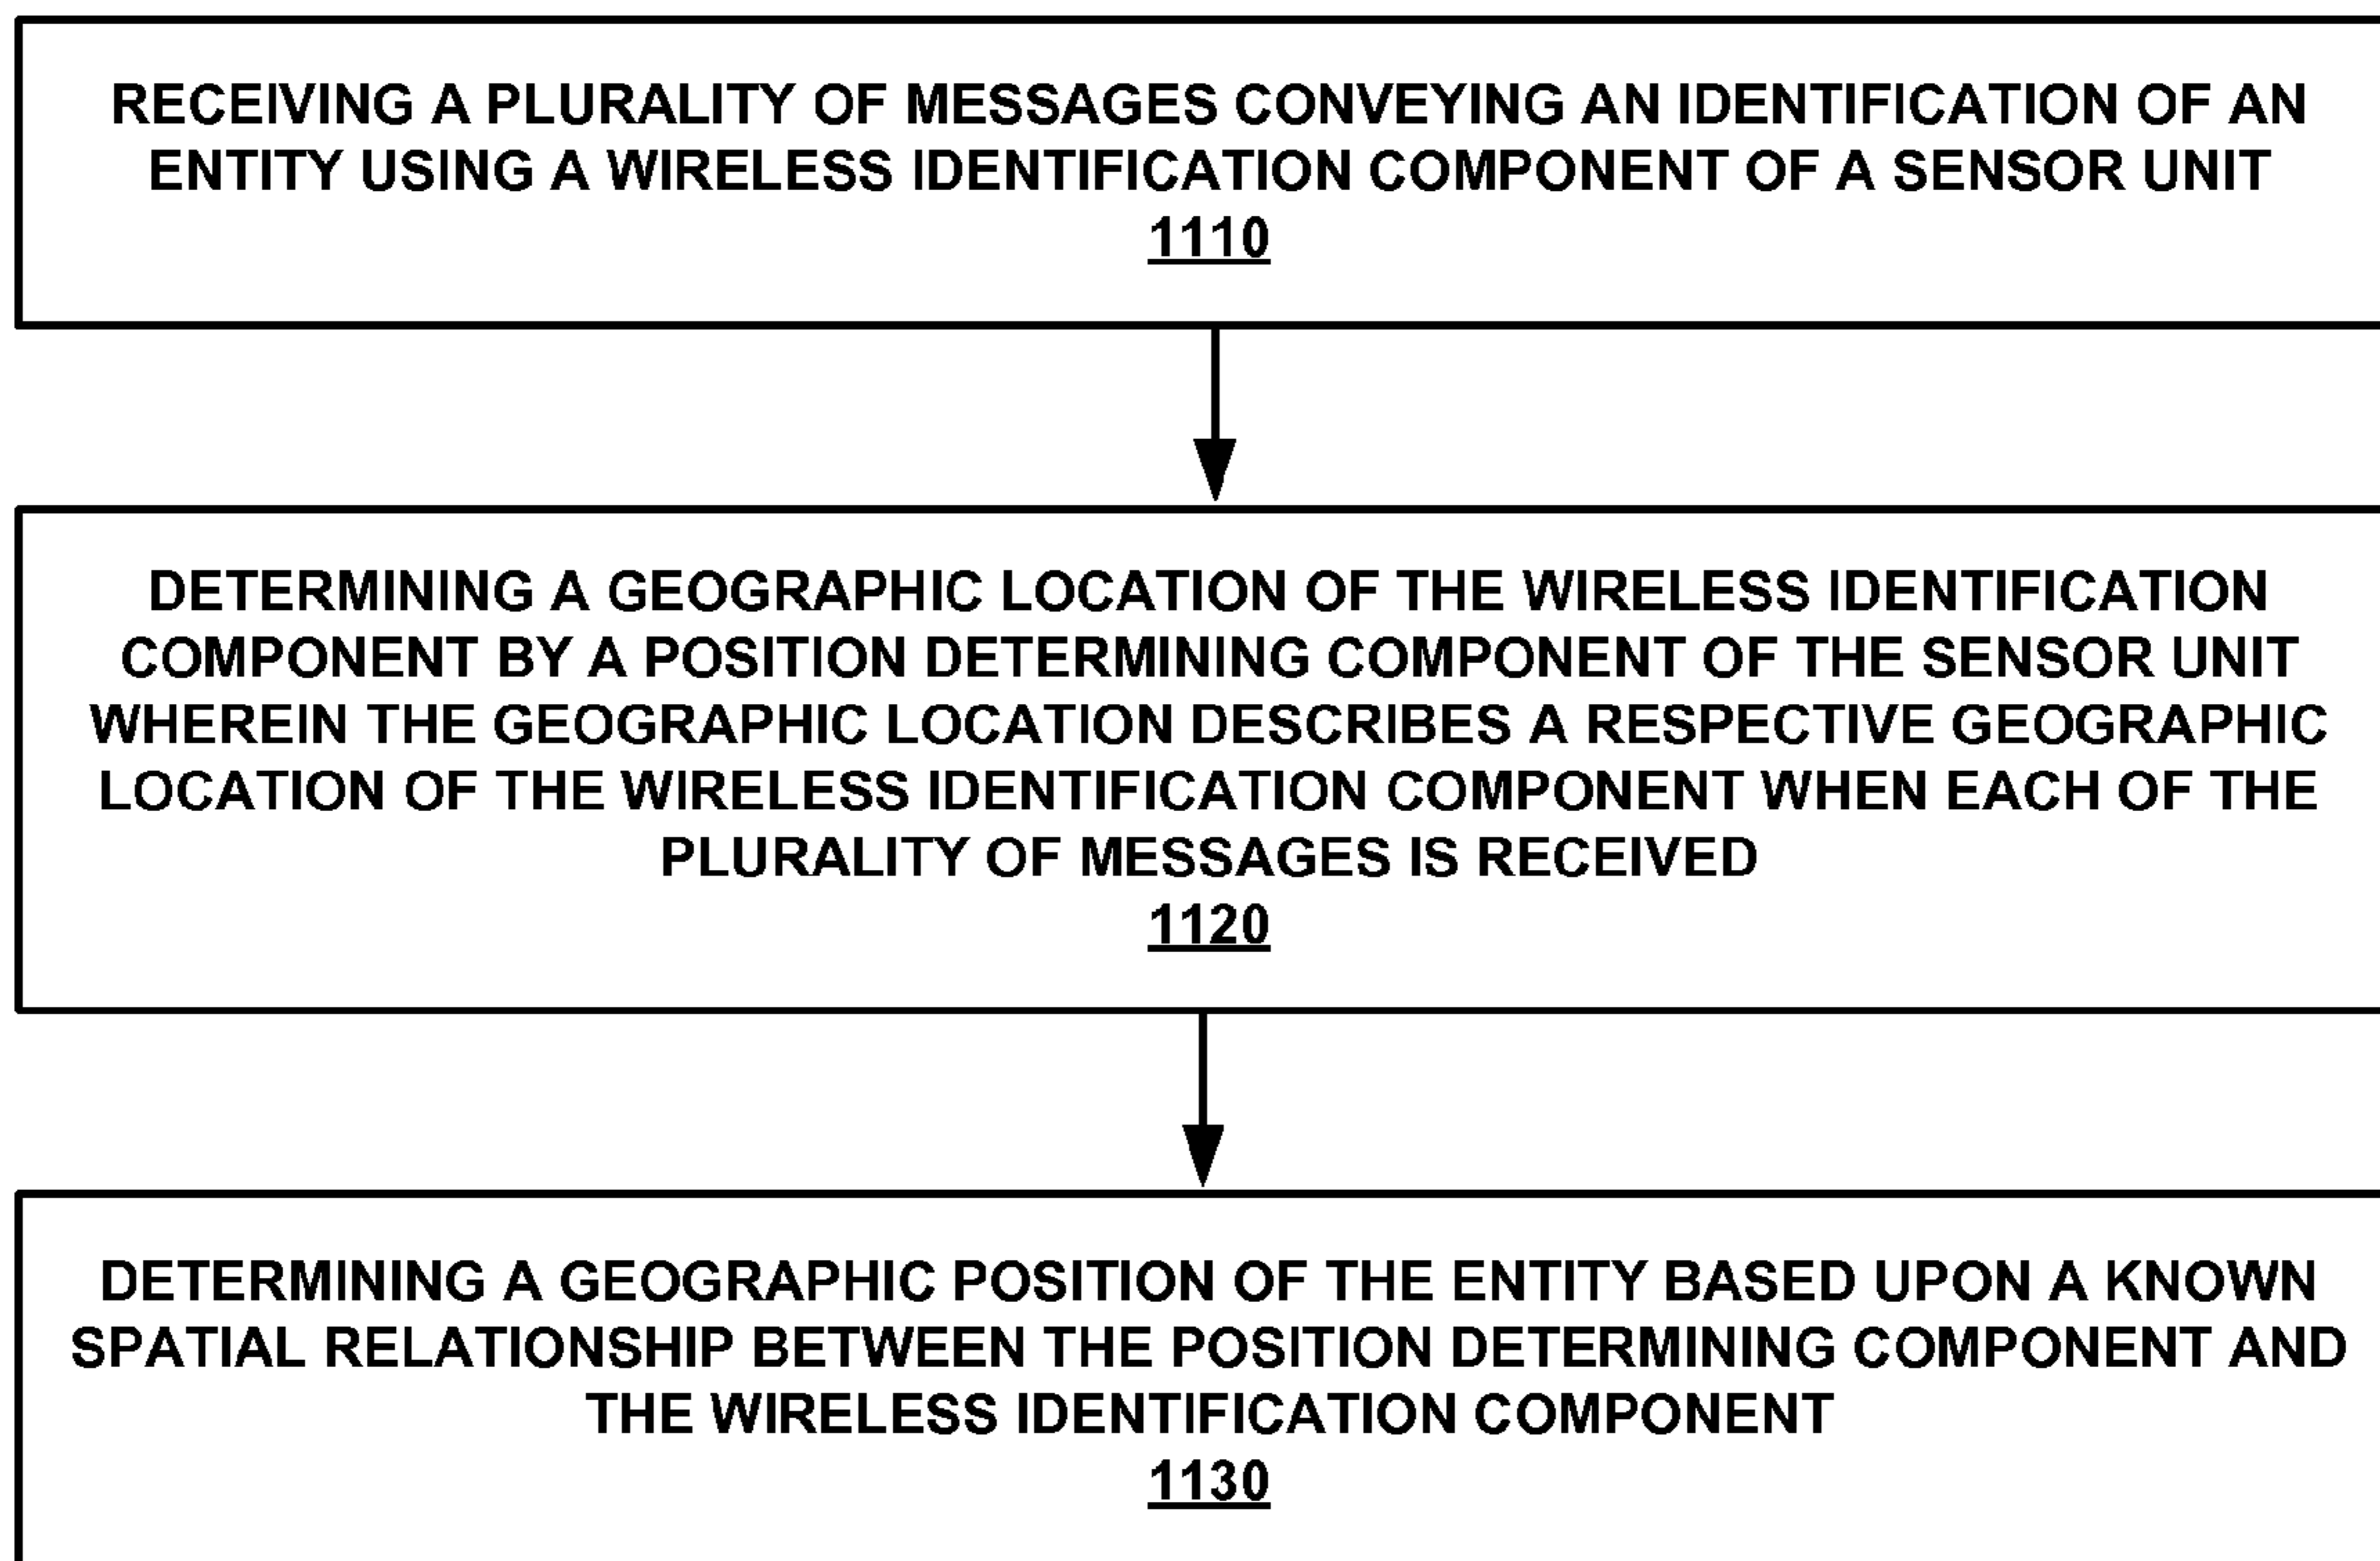 RECEIVING A PLURALITY OF MESSAGES CONVEYING AN IDENTIFICATION OF AN
ENTITY USING A WIRELESS IDENTIFICATION COMPONENT OF A SENSOR UNIT
1110
DETERMINING A GEOGRAPHIC LOCATION OF THE WIRELESS IDENTIFICATION
COMPONENT BY A POSITION DETERMINING COMPONENT OF THE SENSOR UNIT
WHEREIN THE GEOGRAPHIC LOCATION DESCRIBES A RESPECTIVE GEOGRAPHIC
LOCATION OF THE WIRELESS IDENTIFICATION COMPONENT WHEN EACH OF THE
PLURALITY OF MESSAGES IS RECEIVED
1120
DETERMINING A GEOGRAPHIC POSITION OF THE ENTITY BASED UPON A KNOWN
SPATIAL RELATIONSHIP BETWEEN THE POSITION DETERMINING COMPONENT AND
THE WIRELESS IDENTIFICATION COMPONENT
1130